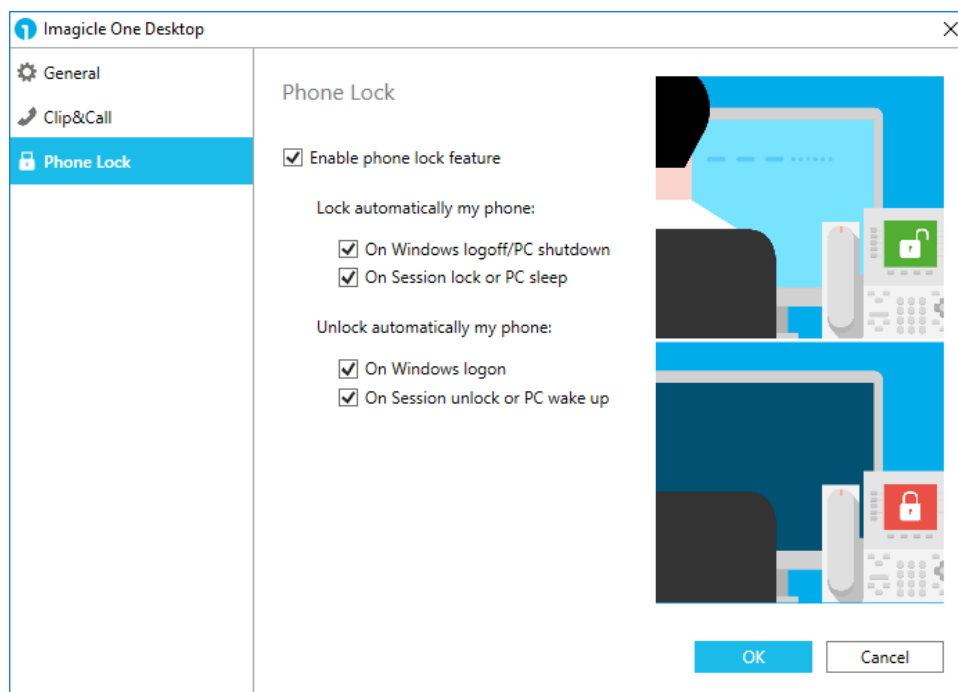 Imagicle One Desktop
General
Clip&Call
Phone Lock
Phone Lock
Enable phone lock feature
Lock automatically my phone:
On Windows logoff/PC shutdown
On Session lock or PC sleep
Unlock automatically my phone:
On Windows logon
On Session unlock or PC wake up
OK
Cancel